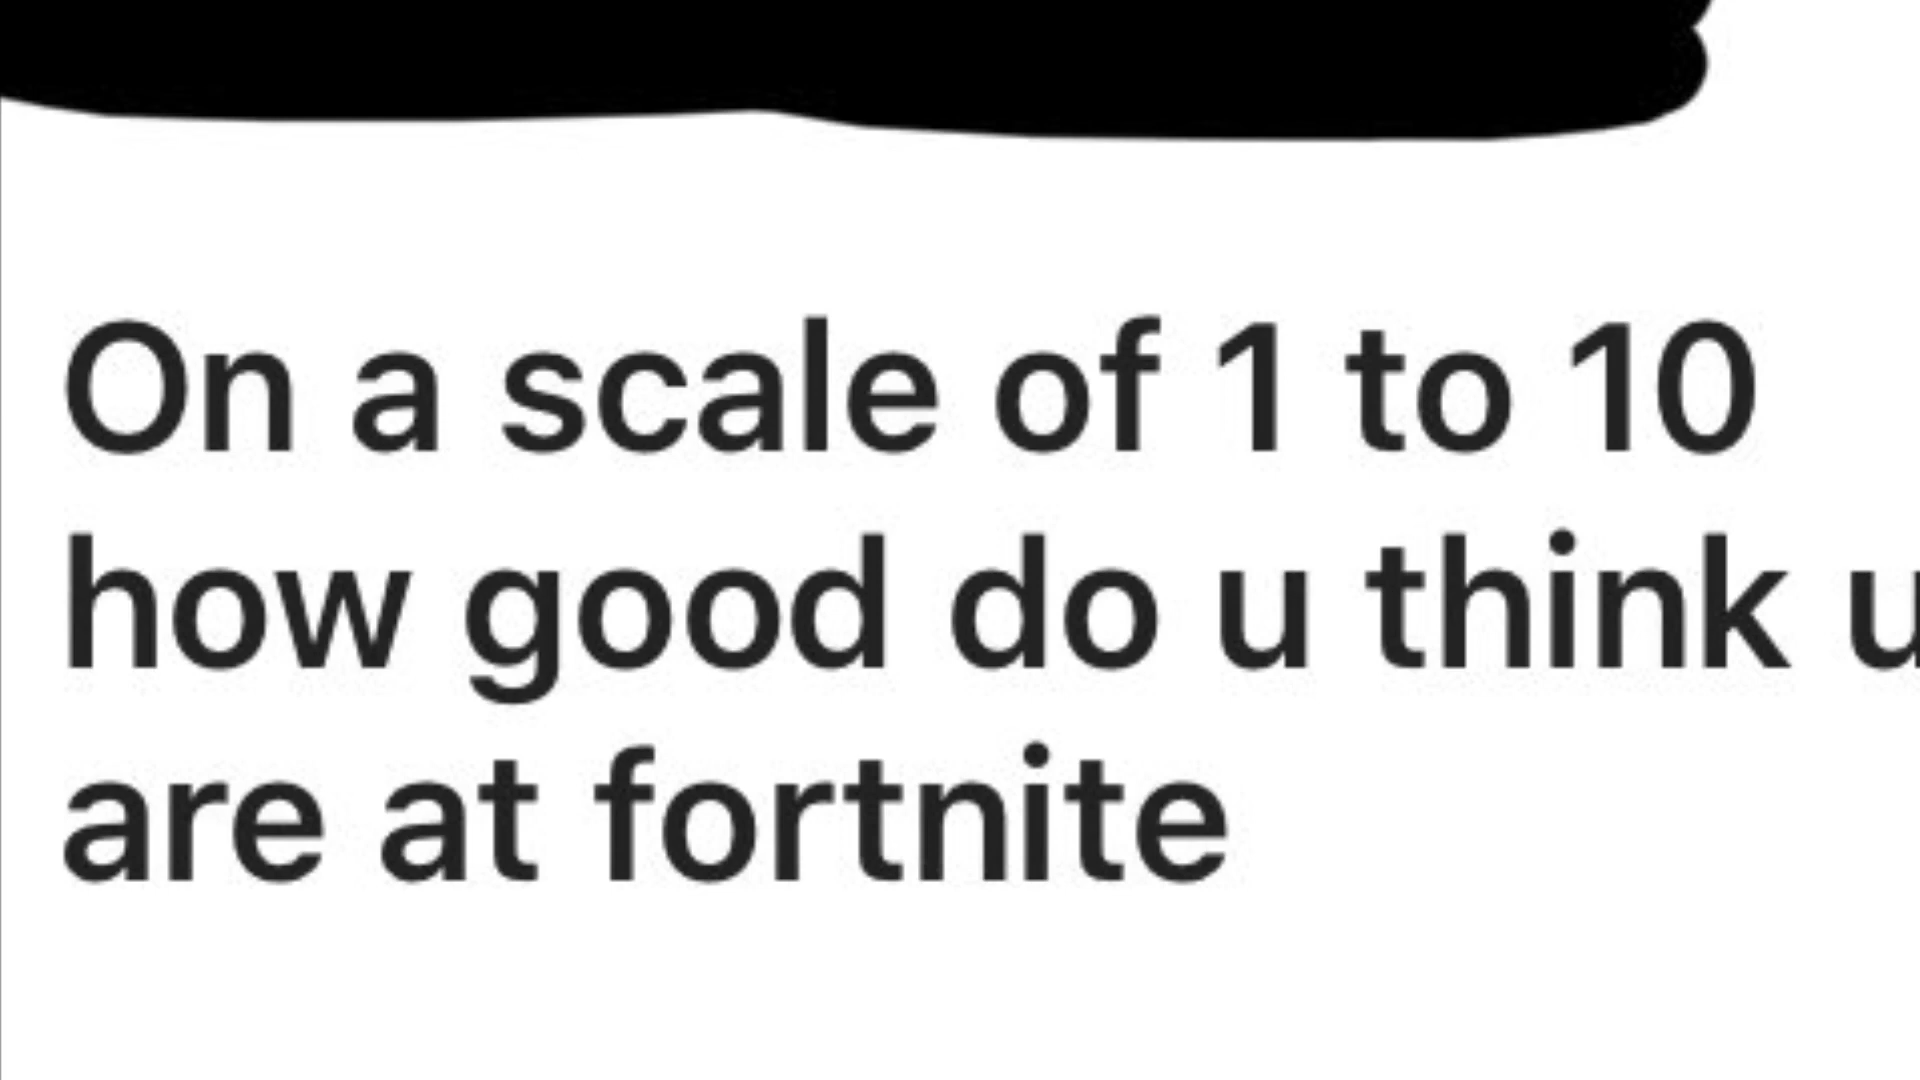 On a scale of 1 to 10
how good do u think u
are at fortnite